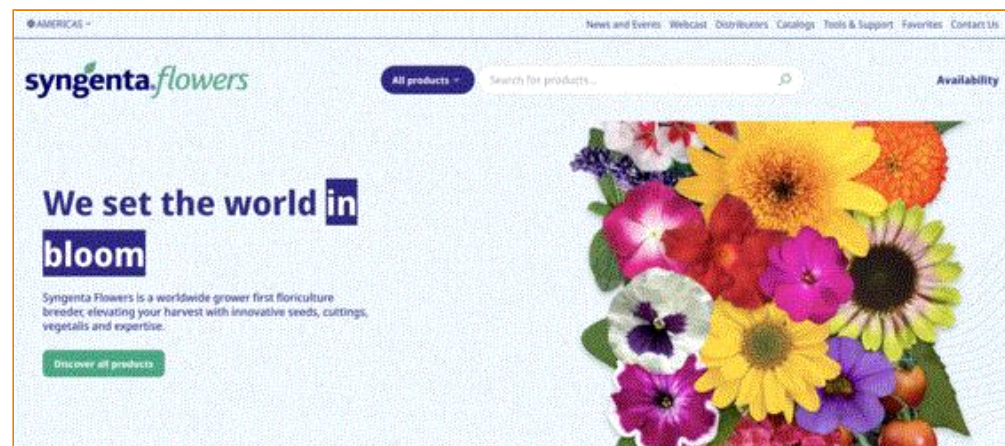 AMERICAS
News and Events Webcast Distributors Catalogs Tools & Support Favorites Contact Us
syngenta.flowers
All products
Search for products...
Availability
We set the world in
bloom
Syngenta Flowers is a worldwide grower first floriculture
breeder, elevating your harvest with innovative seeds, cuttings,
vegetalis and expertise.
Discover all products